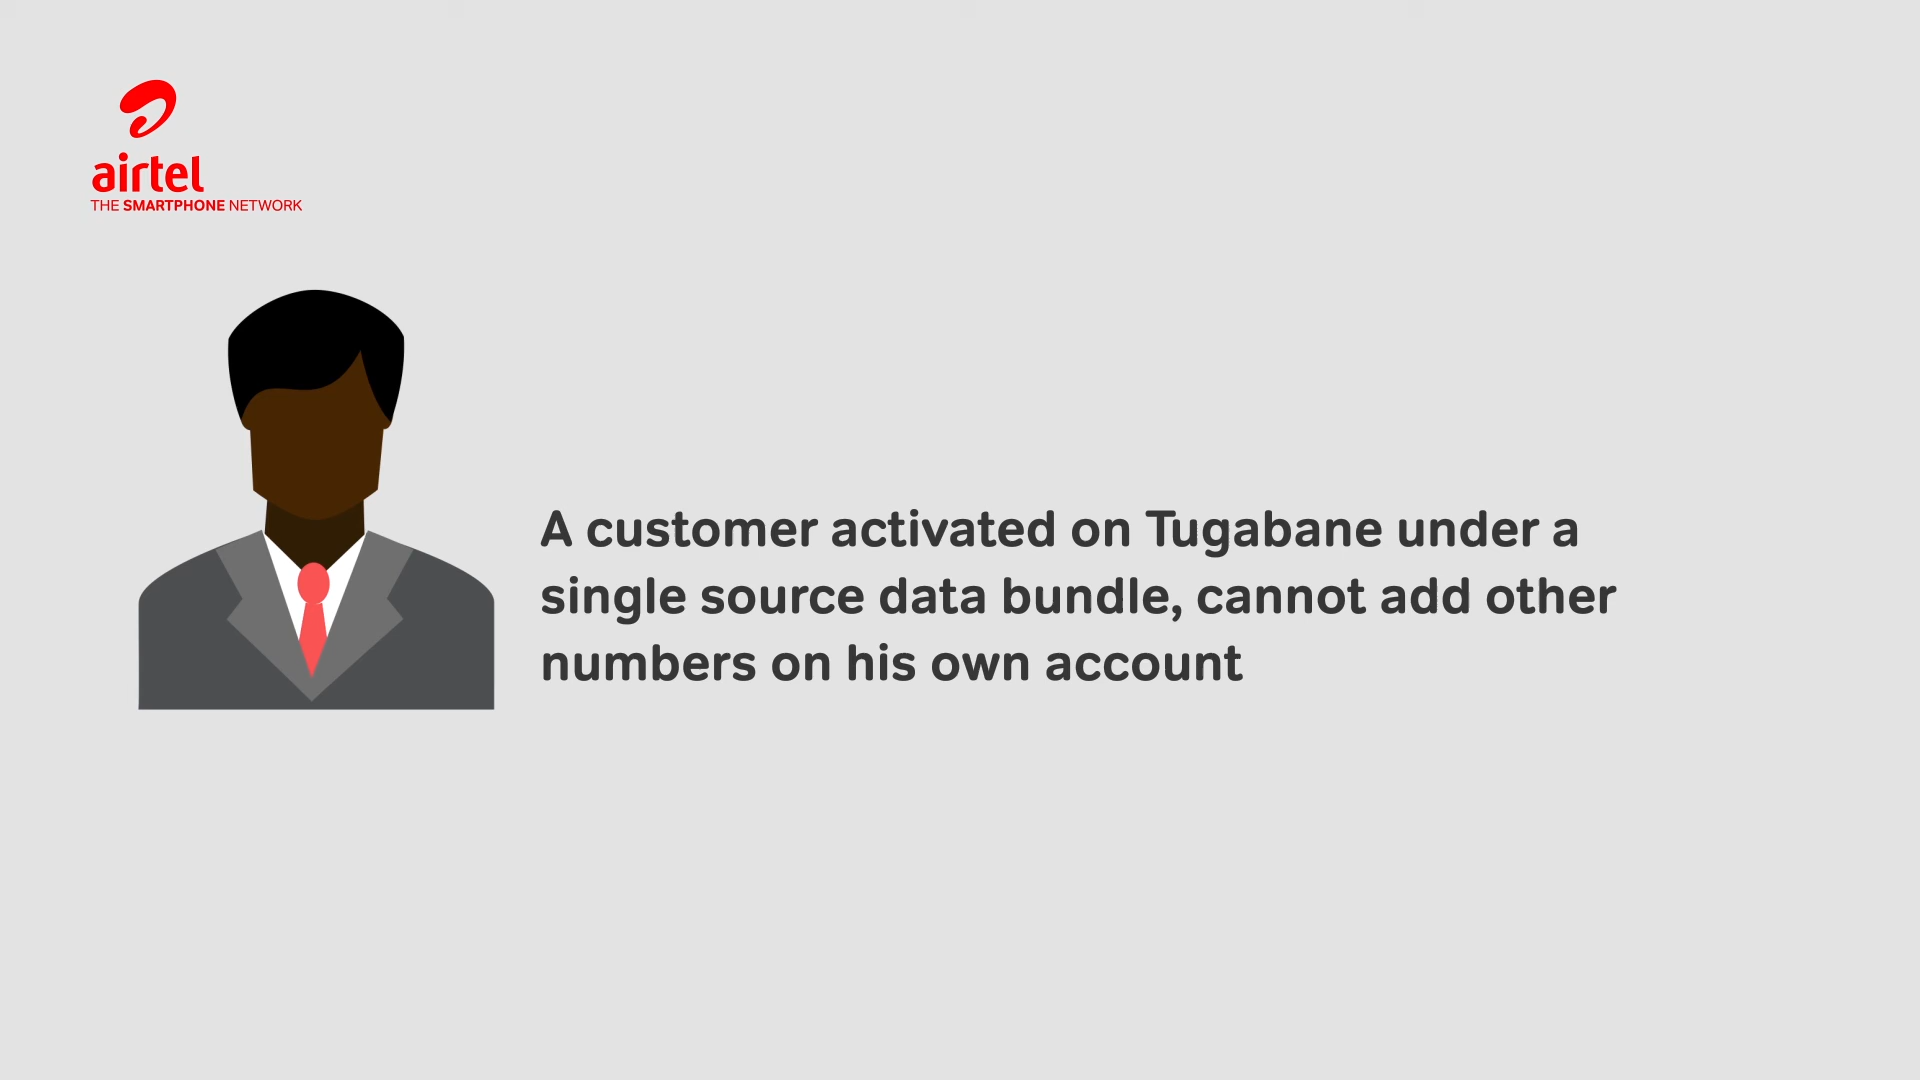 airtel
THE SMARTPHONE NETWORK
A customer activated on Tugabane under a
single source data bundle, cannot add other
numbers on his own account